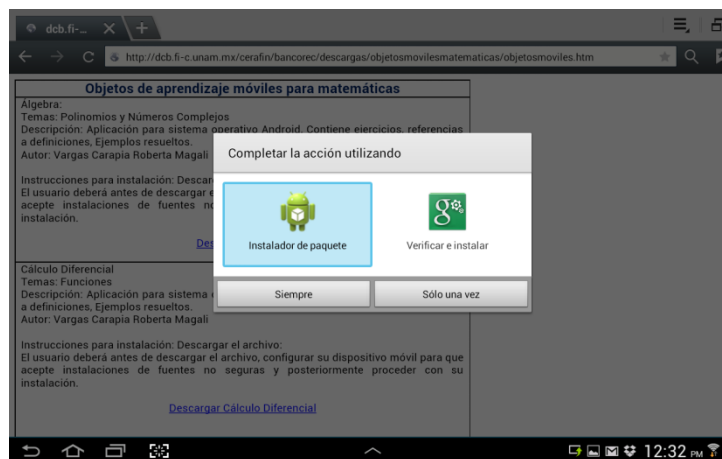 dcb.fi-...
http://dcb.fi-c.unam.mx/cerafin/bancorec/descargas/objetosmovilesmatematicas/objetosmoviles.htm
Objetos de aprendizaje móviles para matemáticas
Álgebra:
Temas: Polinomios y Números Complejos
Descripción: Aplicación para sistema operativo Android. Contiene ejercicios, referencias
a definiciones, Ejemplos resueltos.
Autor: Vargas Carapia Roberta Magali
Instrucciones para instalación: Descar
El usuario deberá antes de descargar e
acepte instalaciones de fuentes no
instalación.
Des
Completar la acción utilizando
Instalador de paquete
Verificar e instalar
Siempre
Sólo una vez
Cálculo Diferencial
Temas: Funciones
Descripción: Aplicación para sistema
a definiciones, Ejemplos resueltos.
Autor: Vargas Carapia Roberta Magali
Instrucciones para instalación: Descargar el archivo:
El usuario deberá antes de descargar el archivo, configurar su dispositivo móvil para que
acepte instalaciones de fuentes no seguras y posteriormente proceder con su
instalación.
Descargar Cálculo Diferencial
12:32 PM